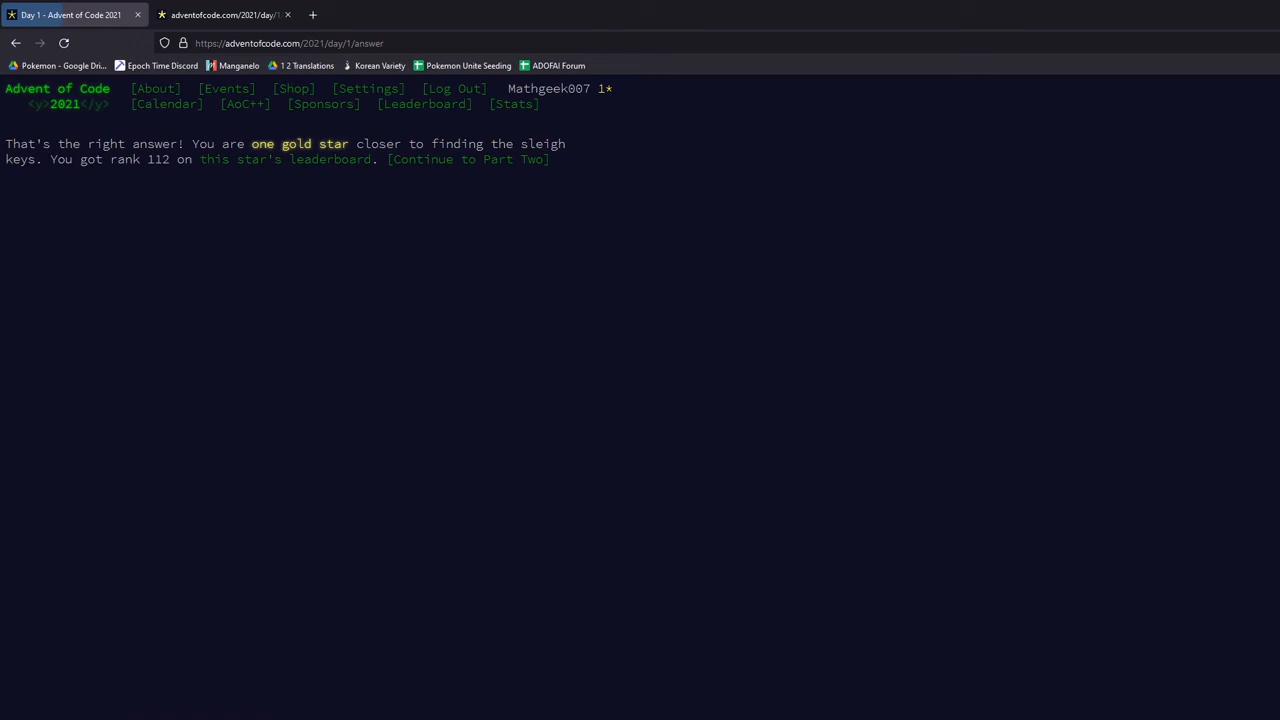 Day 1 - Advent of Code 2021
adventofcode.com/2021/day/1
https://adventofcode.com/2021/day/1/answer
Pokemon - Google Dri... Epoch Time Discord Manganelo 1 2 Translations Korean Variety Pokemon Unite Seeding ADOFAI Forum
Advent of Code [About] [Events] [Shop] [Settings] [Log Out] Mathgeek007 1*
<y>2021</y> [Calendar] [AoC++] [Sponsors] [Leaderboard] [Stats]
That's the right answer! You are one gold star closer to finding the sleigh
keys. You got rank 112 on this star's leaderboard. [Continue to Part Two]